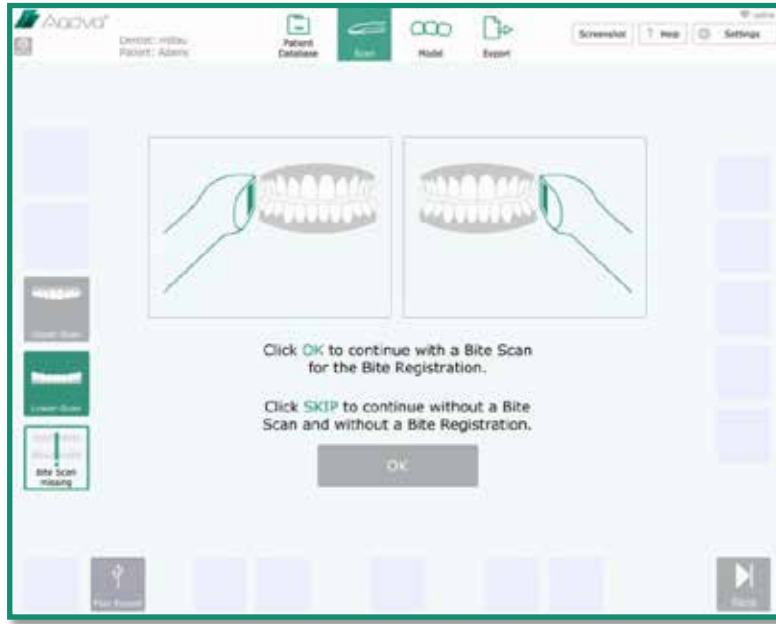 Aadva
Dentist: Millau
Patient: Adams
Patient
Database
Scan
Model
Export
Screenshot
? Help
Settings
Click OK to continue with a Bite Scan
for the Bite Registration.
Click SKIP to continue without a Bite
Scan and without a Bite Registration.
OK
Upper Scan
Lower Scan
Bite Scan
missing